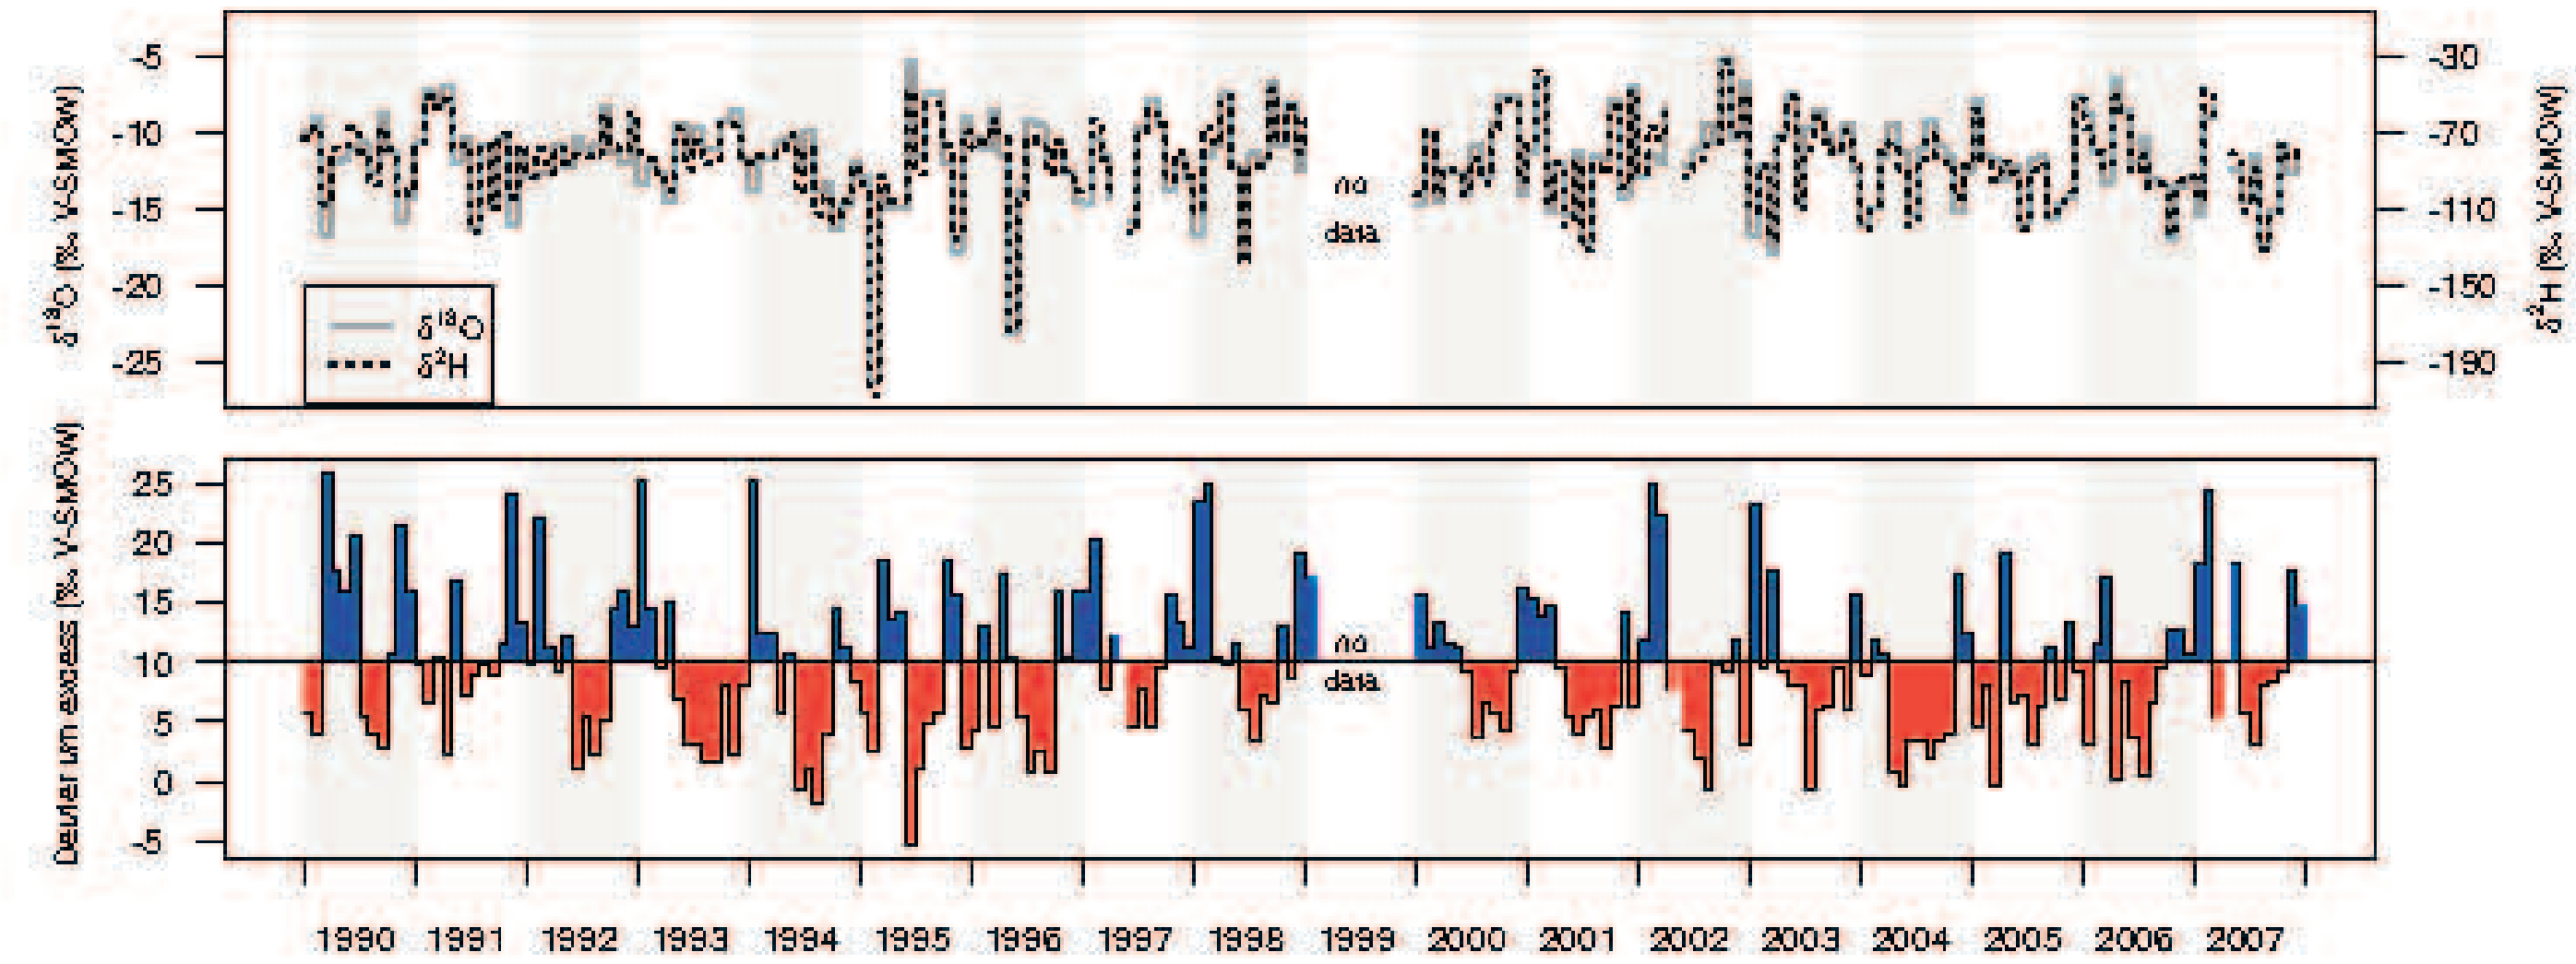 -5
-10
-15
-20
-25
δ18O [‰ V-SMOW]
δ18O
δ2H
no
data
-30
-70
-110
-150
-190
δ2H [‰ V-SMOW]
25
20
15
10
5
0
-5
Deuterium excess [‰ V-SMOW]
no
data
1990 1991 1992 1993 1994 1995 1996 1997 1998 1999 2000 2001 2002 2003 2004 2005 2006 2007